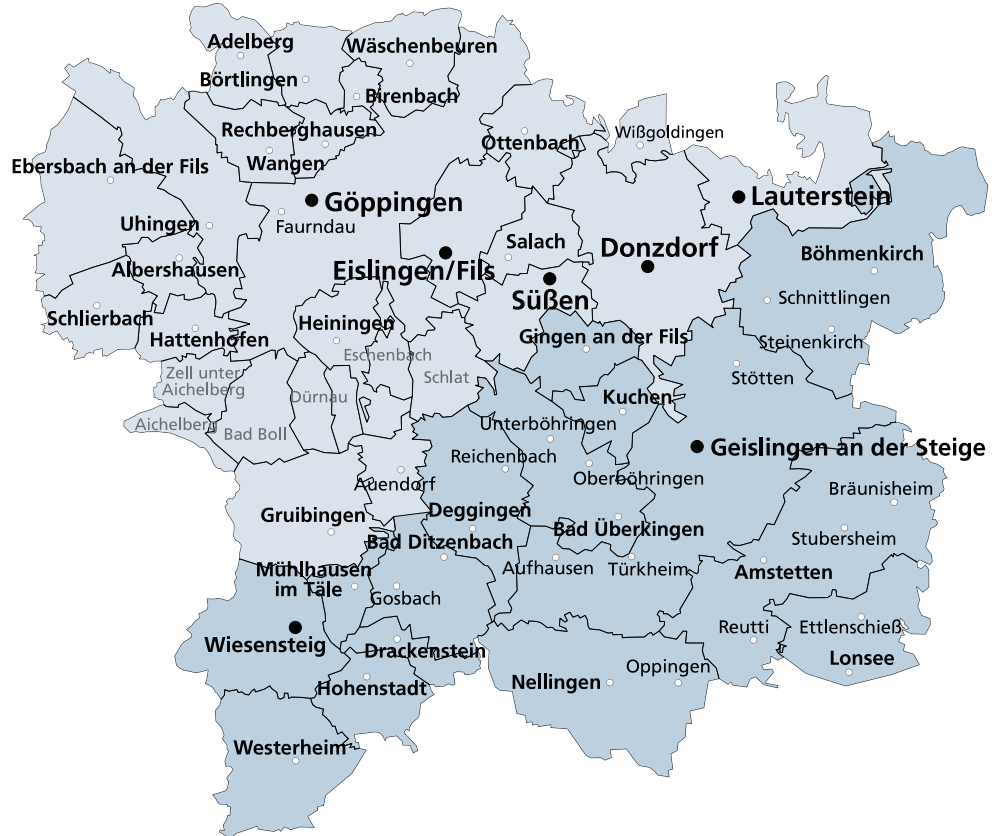 Adelberg
Wäschenbeuren
Börtlingen
Birenbach
Rechberghausen
Wißgoldingen
Ottenbach
Wangen
Ebersbach an der Fils
Göppingen
Lauterstein
Uhingen
Faurndau
Salach
Donzdorf
Böhmenkirch
Albershausen
Eislingen/Fils
Süßen
Schnittlingen
Schlierbach
Heiningen
Hattenhofen
Gingen an der Fils
Steinenkirch
Eschenbach
Zell unter
Aichelberg
Schlat
Stötten
Dürnau
Kuchen
Aichelberg
Bad Boll
Unterböhringen
Geislingen an der Steige
Reichenbach
Oberböhringen
Auendorf
Bräunisheim
Gruibingen
Deggingen
Bad Überkingen
Stubersheim
Bad Ditzenbach
Mühlhausen
im Täle
Aufhausen
Türkheim
Amstetten
Gosbach
Reutti
Ettlenschieß
Wiesensteig
Drackenstein
Lonsee
Oppingen
Hohenstadt
Nellingen
Westerheim